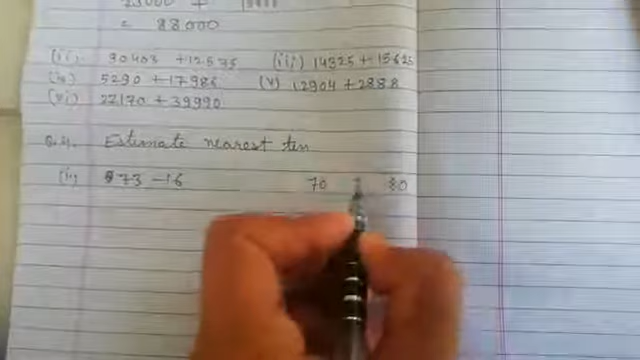 = 88000
(ii) 90403 +12575 (iii) 14325+15625
(iv) 5290 +17986 (v) 12904 +2888
(vi) 22170 + 39990
Q.4. Estimate nearest ten
(i) 73 -16 70 80